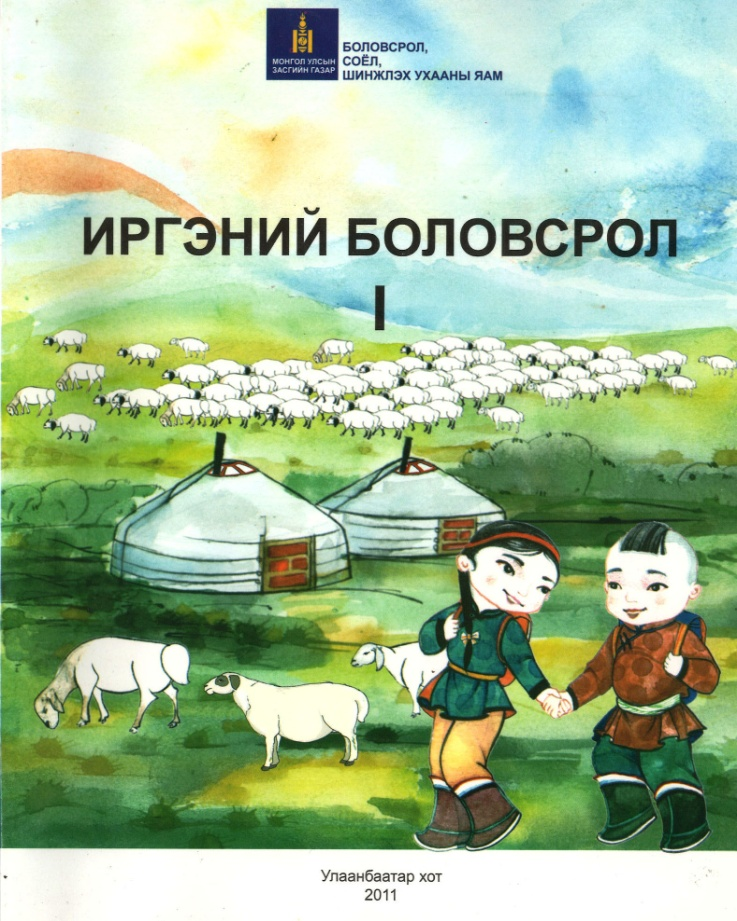 МОНГОЛ УЛСЫН
ЗАСГИЙН ГАЗАР
БОЛОВСРОЛ,
СОЁЛ,
ШИНЖЛЭХ УХААНЫ ЯАМ
ИРГЭНИЙ БОЛОВСРОЛ
I
Улаанбаатар хот
2011